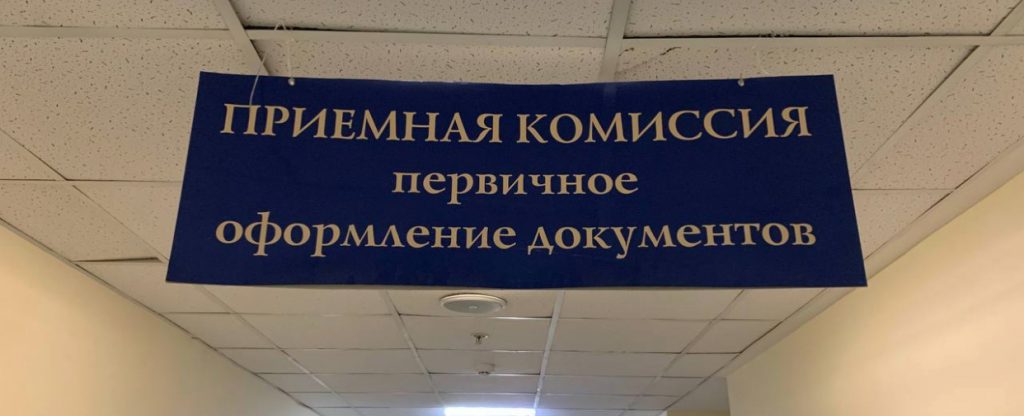 ПРИЕМНАЯ КОМИССИЯ
первичное
оформление документов